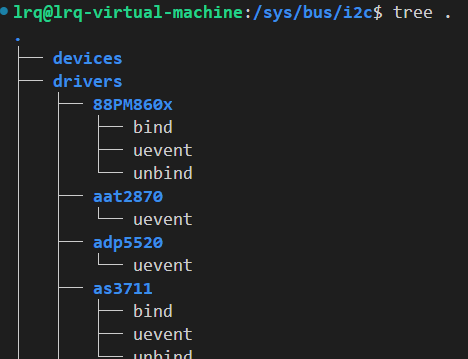 lrq@lrq-virtual-machine:/sys/bus/i2c$ tree .
.
├── devices
├── drivers
│   ├── 88PM860x
│   │   ├── bind
│   │   ├── uevent
│   │   └── unbind
│   ├── aat2870
│   │   └── uevent
│   ├── adp5520
│   │   └── uevent
│   ├── as3711
│   │   ├── bind
│   │   ├── uevent
│   │   └── unbind